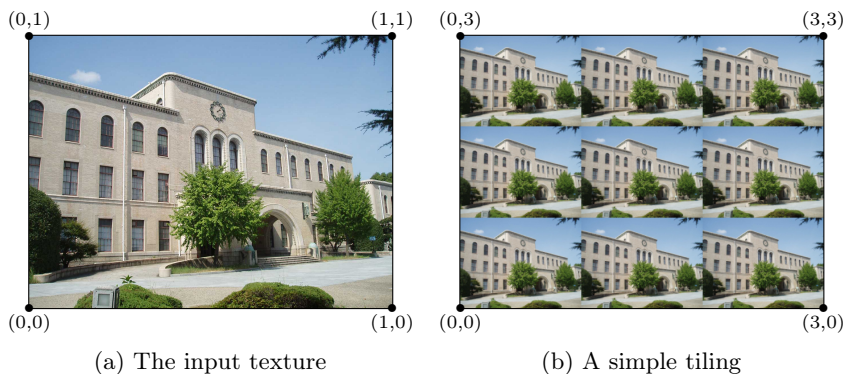 (0,1) (1,1) (0,3) (3,3)
(0,0) (1,0) (0,0) (3,0)
(a) The input texture (b) A simple tiling